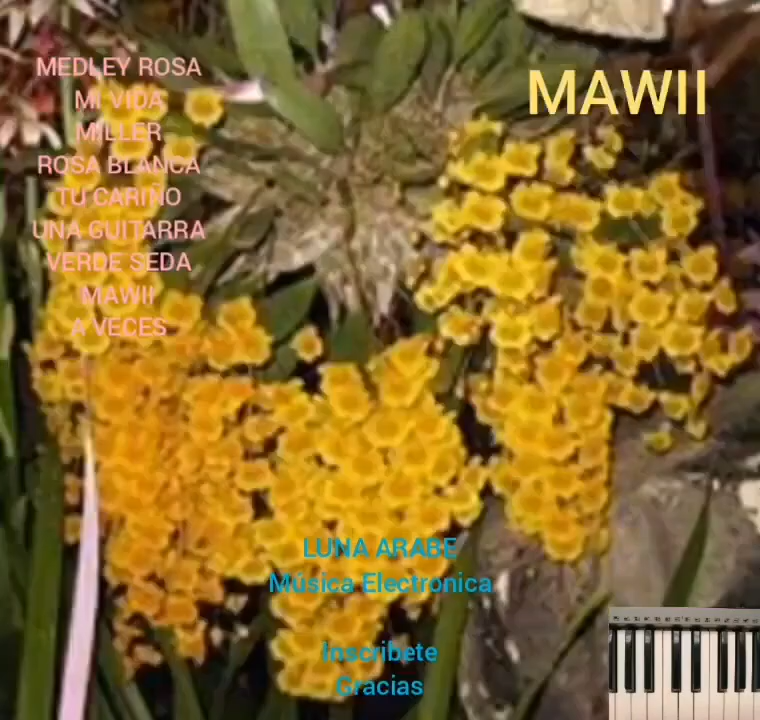 MEDLEY ROSA
MI VIDA
MILLER
ROSA BLANCA
TU CARIÑO
UNA GUITARRA
VERDE SEDA
MAWII
A VECES
MAWII
LUNA ARABE
Música Electronica
Inscribete
Gracias